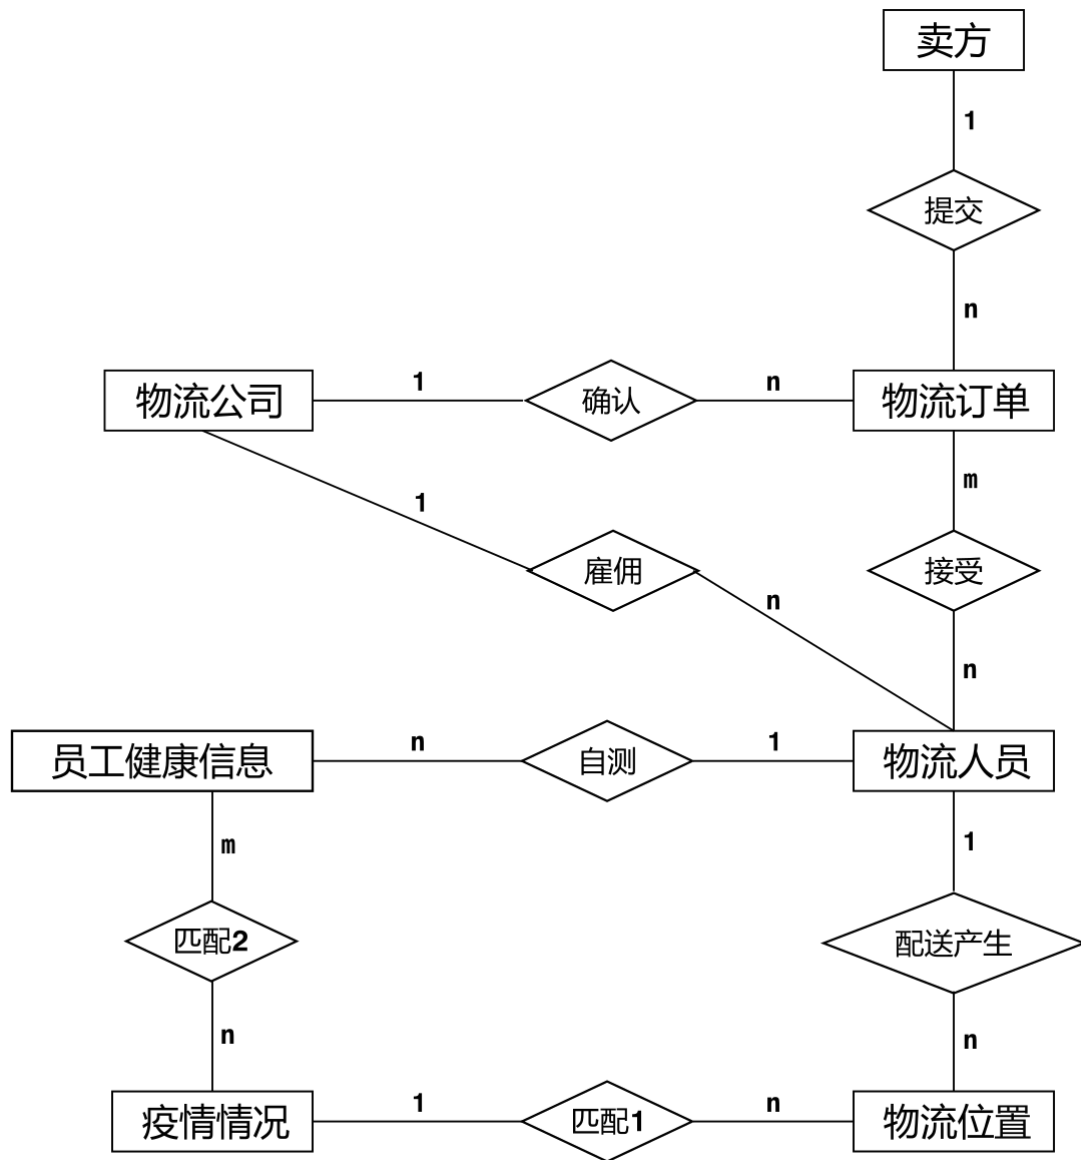 卖方
1
提交
n
物流公司
1
确认
n
物流订单
1
m
雇佣
接受
n
n
员工健康信息
n
自测
1
物流人员
m
1
匹配2
配送产生
n
n
疫情情况
1
匹配1
n
物流位置